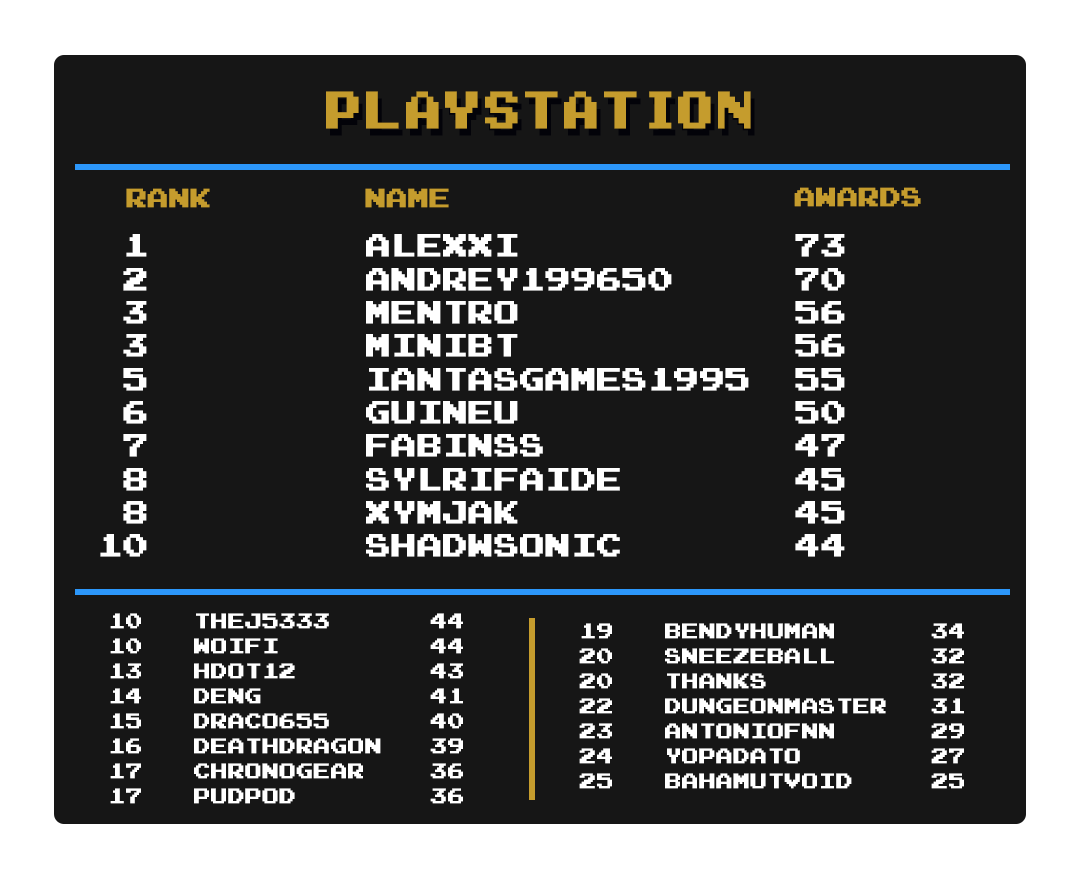 PLAYSTATION
RANK NAME AWARDS
1 ALEXXI 73
2 ANDREY199650 70
3 MENTRO 56
3 MINIBT 56
5 IANTASGAMES1995 55
6 GUINEU 50
7 FABINSS 47
8 SYLRIFAIDE 45
8 XYMJAK 45
10 SHADWSONIC 44
10 THEJ5333 44
10 WOIFI 44
13 HDOT12 43
14 DENG 41
15 DRACO655 40
16 DEATHDRAGON 39
17 CHRONOGEAR 36
17 PUDPOD 36
19 BENDYHUMAN 34
20 SNEEZEBALL 32
20 THANKS 32
22 DUNGEONMASTER 31
23 ANTONIOFNN 29
24 YOPADATO 27
25 BAHAMUTVOID 25